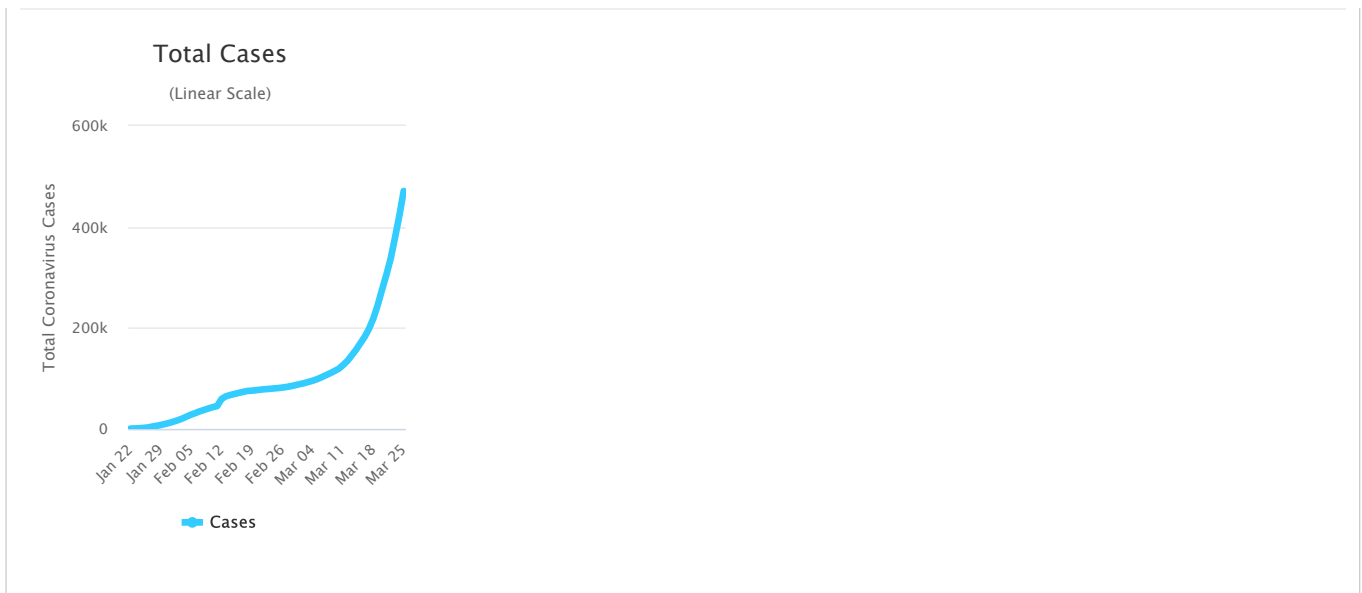 Total Cases
(Linear Scale)
Total Coronavirus Cases
600k
400k
200k
0
Jan 22
Jan 29
Feb 05
Feb 12
Feb 19
Feb 26
Mar 04
Mar 11
Mar 18
Mar 25
Cases